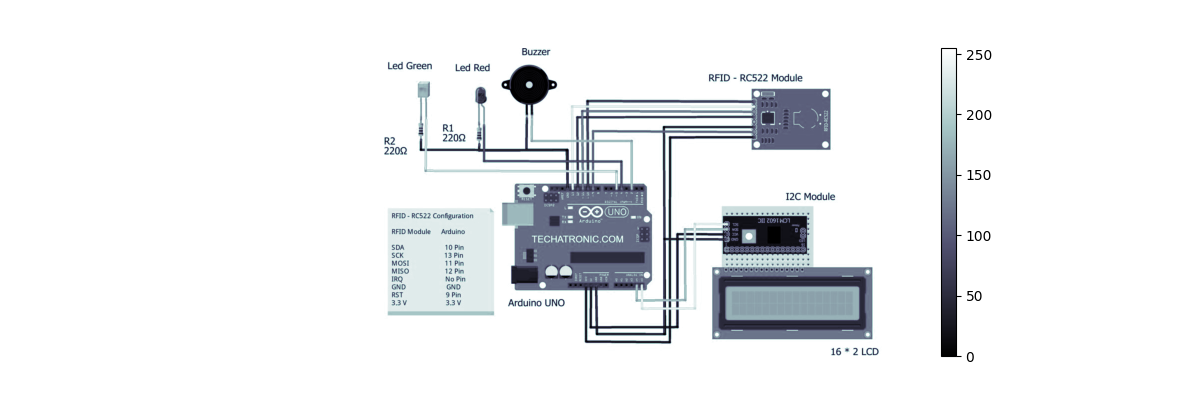 Buzzer
Led Green
Led Red
RFID - RC522 Module
R1
220Ω
R2
220Ω
I2C Module
UNO
Arduino
TECHATRONIC.COM
LCM1602 IIC
RFID - RC522 Configuration
RFID Module Arduino
SDA 10 Pin
SCK 13 Pin
MOSI 11 Pin
MISO 12 Pin
IRQ No Pin
GND GND
RST 9 Pin
3.3 V 3.3 V
Arduino UNO
16 * 2 LCD
250
200
150
100
50
0